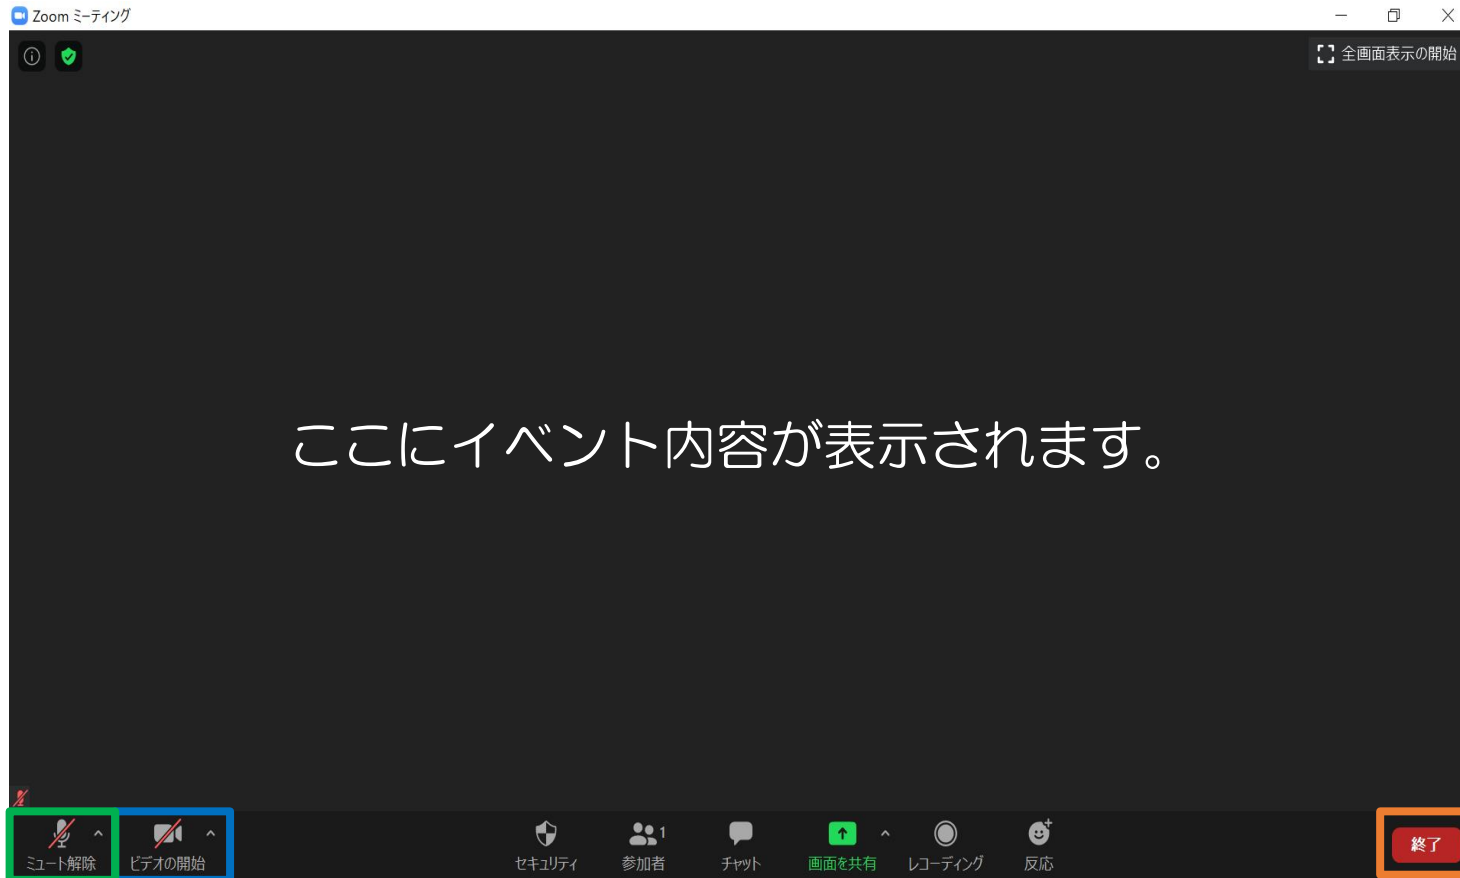 Zoom ミーティング
全画面表示の開始
ここにイベント内容が表示されます。
ミュート解除
ビデオの開始
セキュリティ
1
参加者
チャット
画面を共有
レコーディング
反応
終了